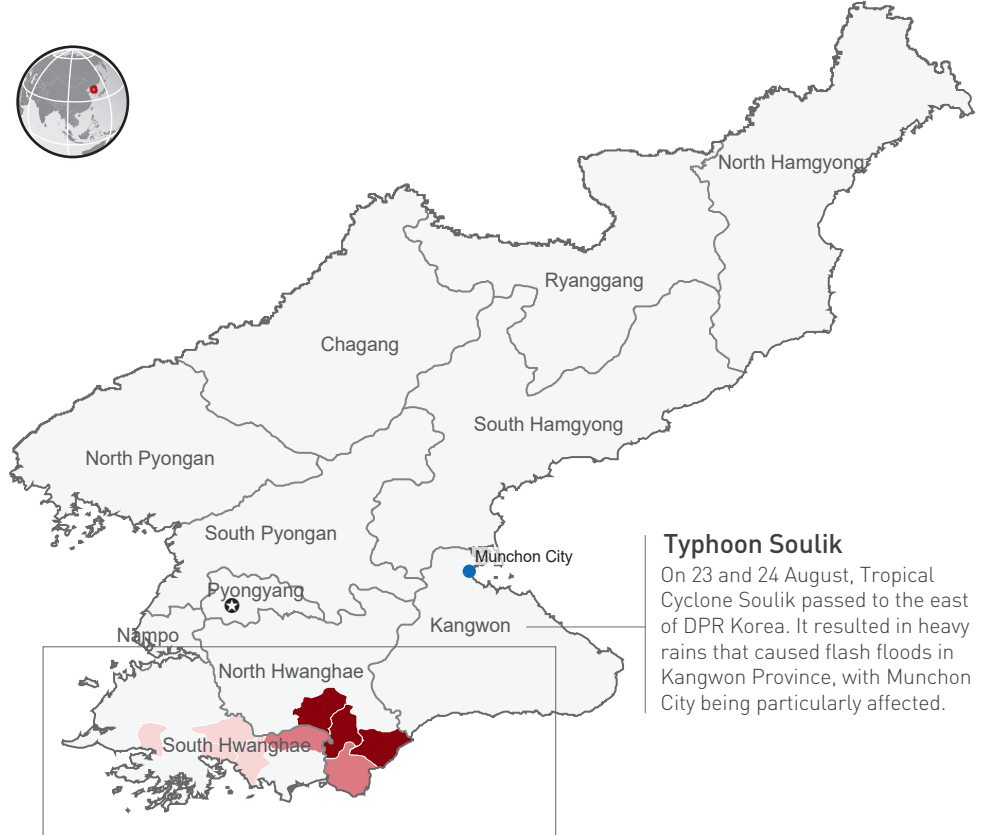 North Hamgyong
Ryanggang
Chagang
South Hamgyong
North Pyongan
South Pyongan
Munchon City
Pyongyang
Kangwon
Nampo
North Hwanghae
South Hwanghae
Typhoon Soulik
On 23 and 24 August, Tropical
Cyclone Soulik passed to the east
of DPR Korea. It resulted in heavy
rains that caused flash floods in
Kangwon Province, with Munchon
City being particularly affected.